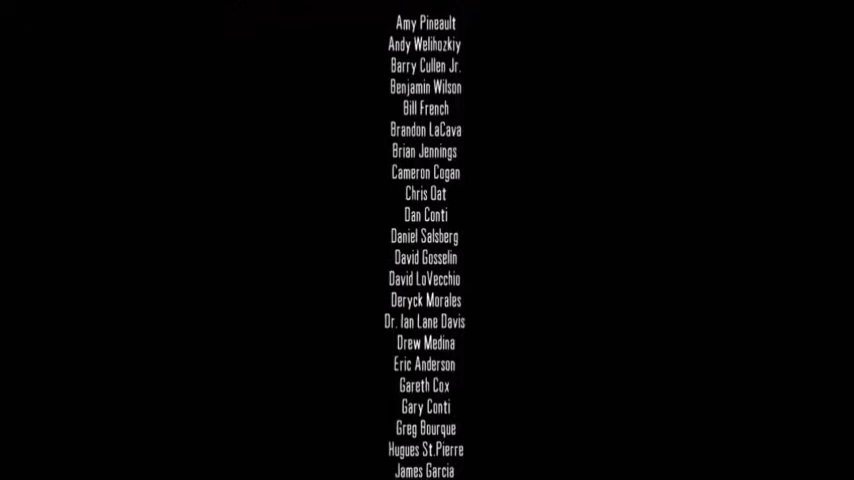 Amy Pineault
Andy Welihozkiy
Barry Cullen Jr.
Benjamin Wilson
Bill French
Brandon LaCava
Brian Jennings
Cameron Cogan
Chris Oat
Dan Conti
Daniel Salsberg
David Gosselin
David LoVecchio
Deryck Morales
Dr. Ian Lane Davis
Drew Medina
Eric Anderson
Gareth Cox
Gary Conti
Greg Bourque
Hugues St.Pierre
James Garcia